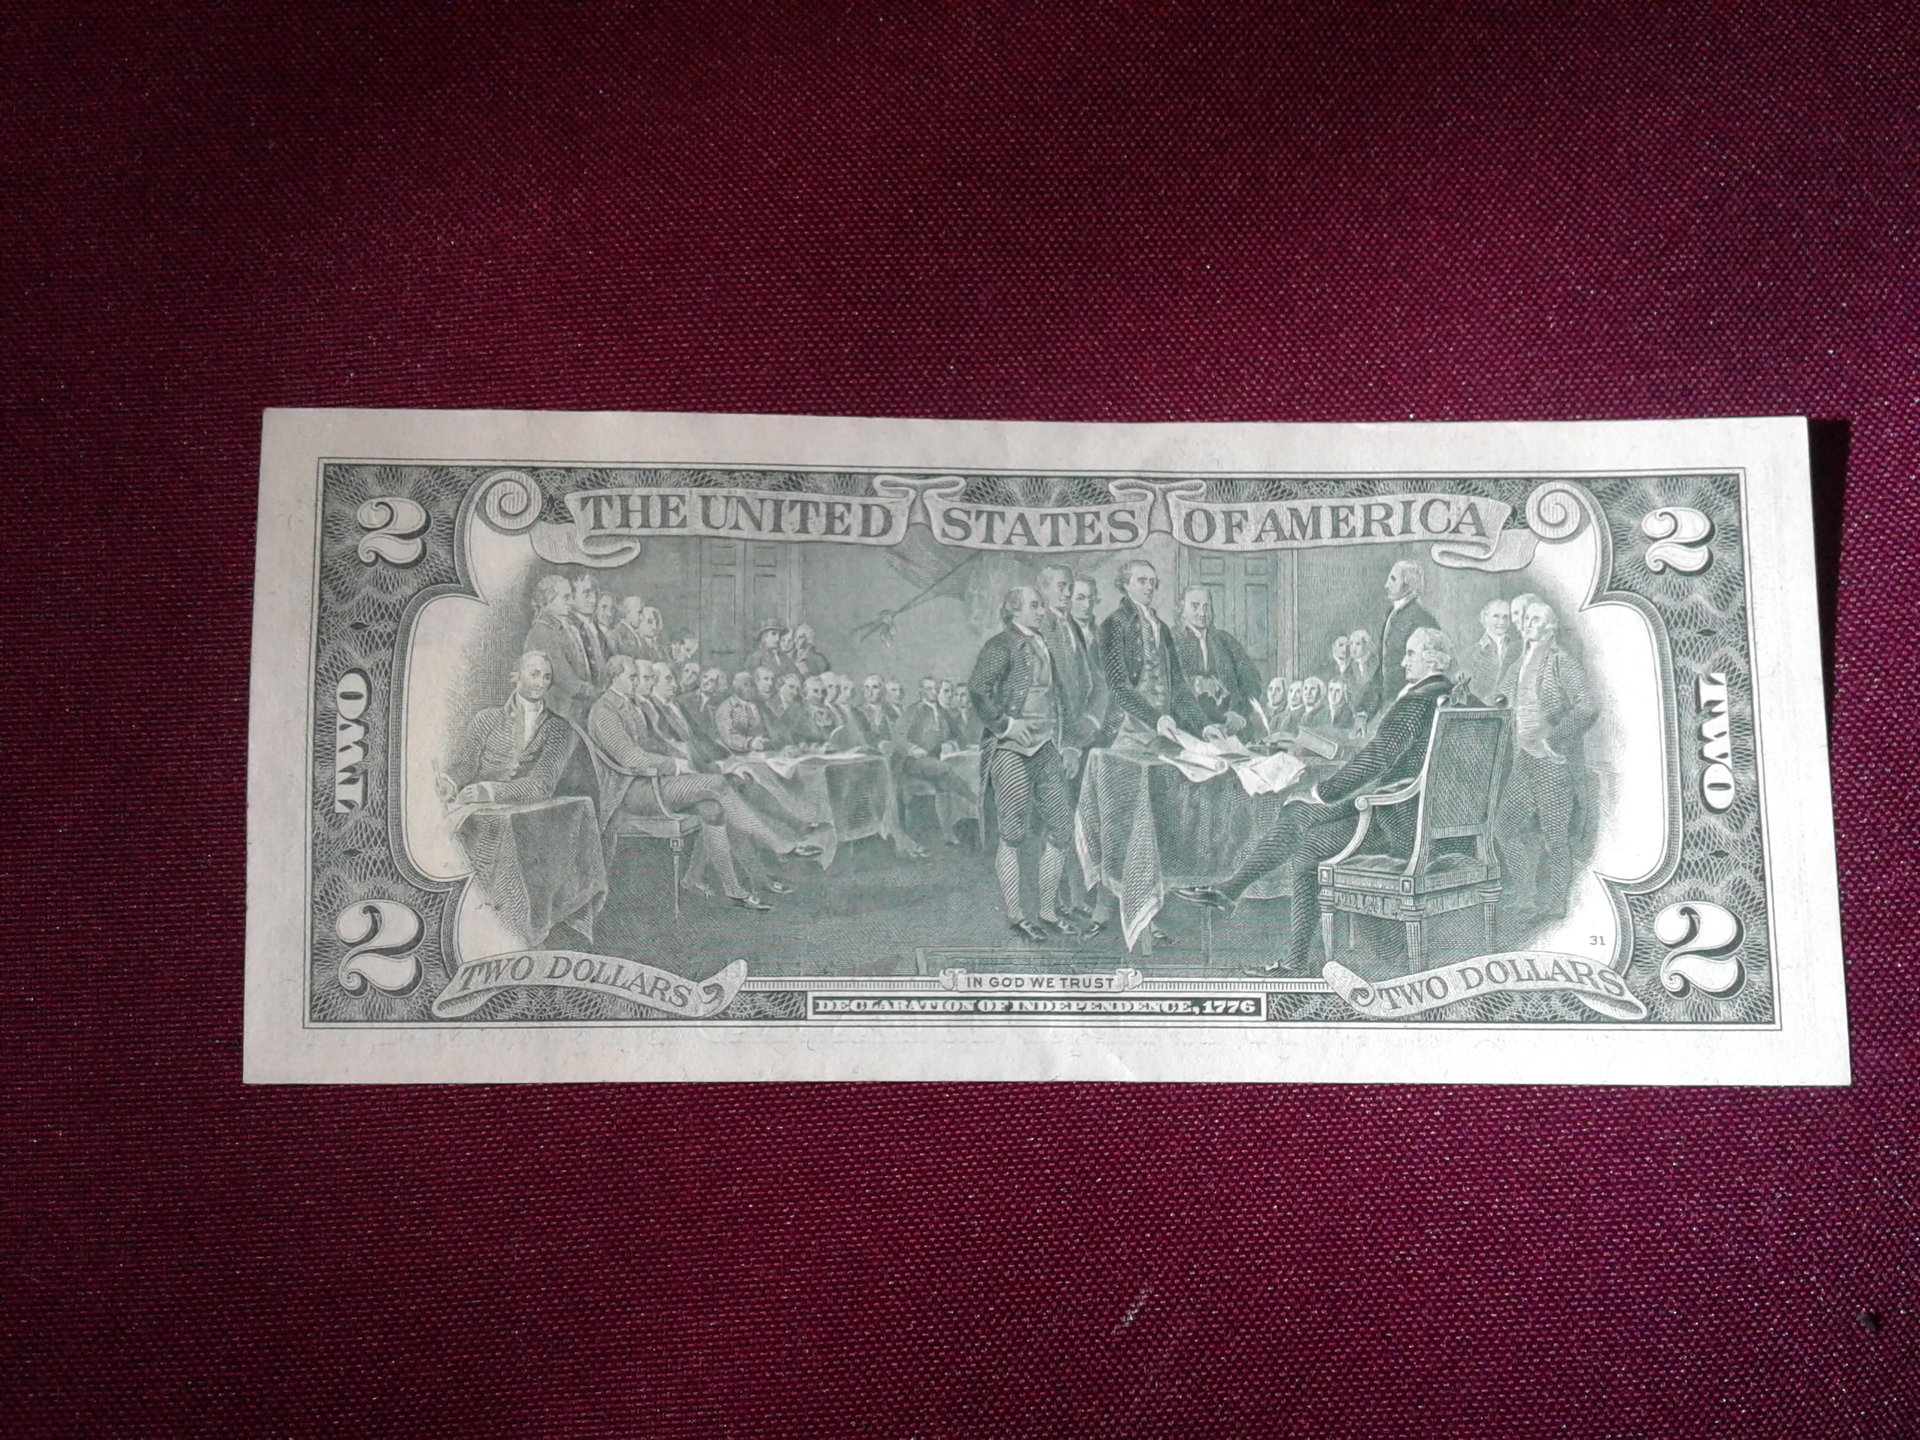 2 THE UNITED STATES OF AMERICA 2
TWO
TWO
31
2 TWO DOLLARS IN GOD WE TRUST TWO DOLLARS 2
DECLARATION OF INDEPENDENCE, 1776